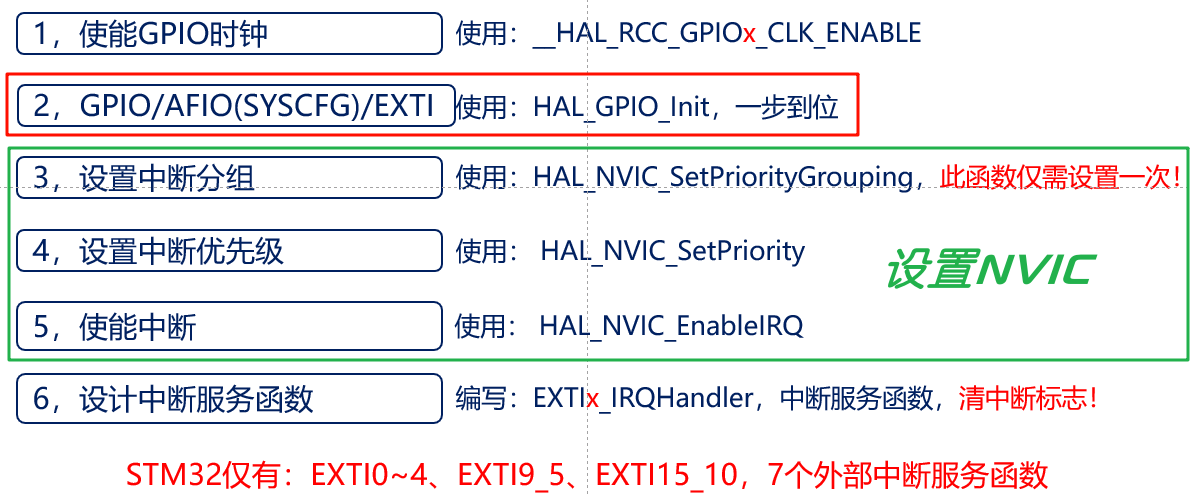 1，使能GPIO时钟 使用：__HAL_RCC_GPIOx_CLK_ENABLE
2，GPIO/AFIO(SYSCFG)/EXTI 使用：HAL_GPIO_Init，一步到位
3，设置中断分组 使用：HAL_NVIC_SetPriorityGrouping，此函数仅需设置一次！
4，设置中断优先级 使用： HAL_NVIC_SetPriority
设置NVIC
5，使能中断 使用： HAL_NVIC_EnableIRQ
6，设计中断服务函数 编写：EXTIx_IRQHandler，中断服务函数，清中断标志！
STM32仅有：EXTI0~4、EXTI9_5、EXTI15_10，7个外部中断服务函数